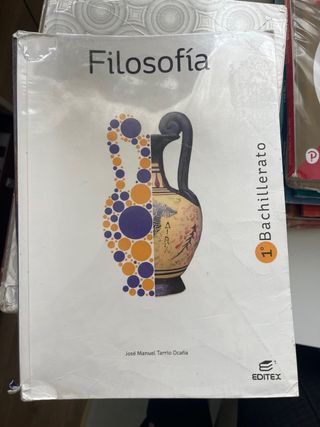 Filosofía
1º Bachillerato
José Manuel Tarrío Ocaña
EDITEX